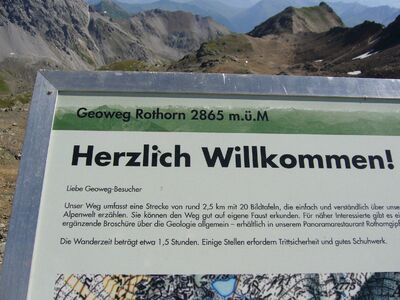 Geoweg Rothorn 2865 m.ü.M
Herzlich Willkommen!
Liebe Geoweg-Besucher
Unser Weg umfasst eine Strecke von rund 2,5 km mit 20 Bildtafeln, die einfach und verständlich über unsere
Alpenwelt erzählen. Sie können den Weg gut auf eigene Faust erkunden. Für näher Interessierte gibt es
ergänzende Broschüre über die Geologie allgemein – erhältlich in unserem Panoramarestaurant Rothorngipfel
Die Wanderzeit beträgt etwa 1,5 Stunden. Einige Stellen erfordern Trittsicherheit und gutes Schuhwerk.